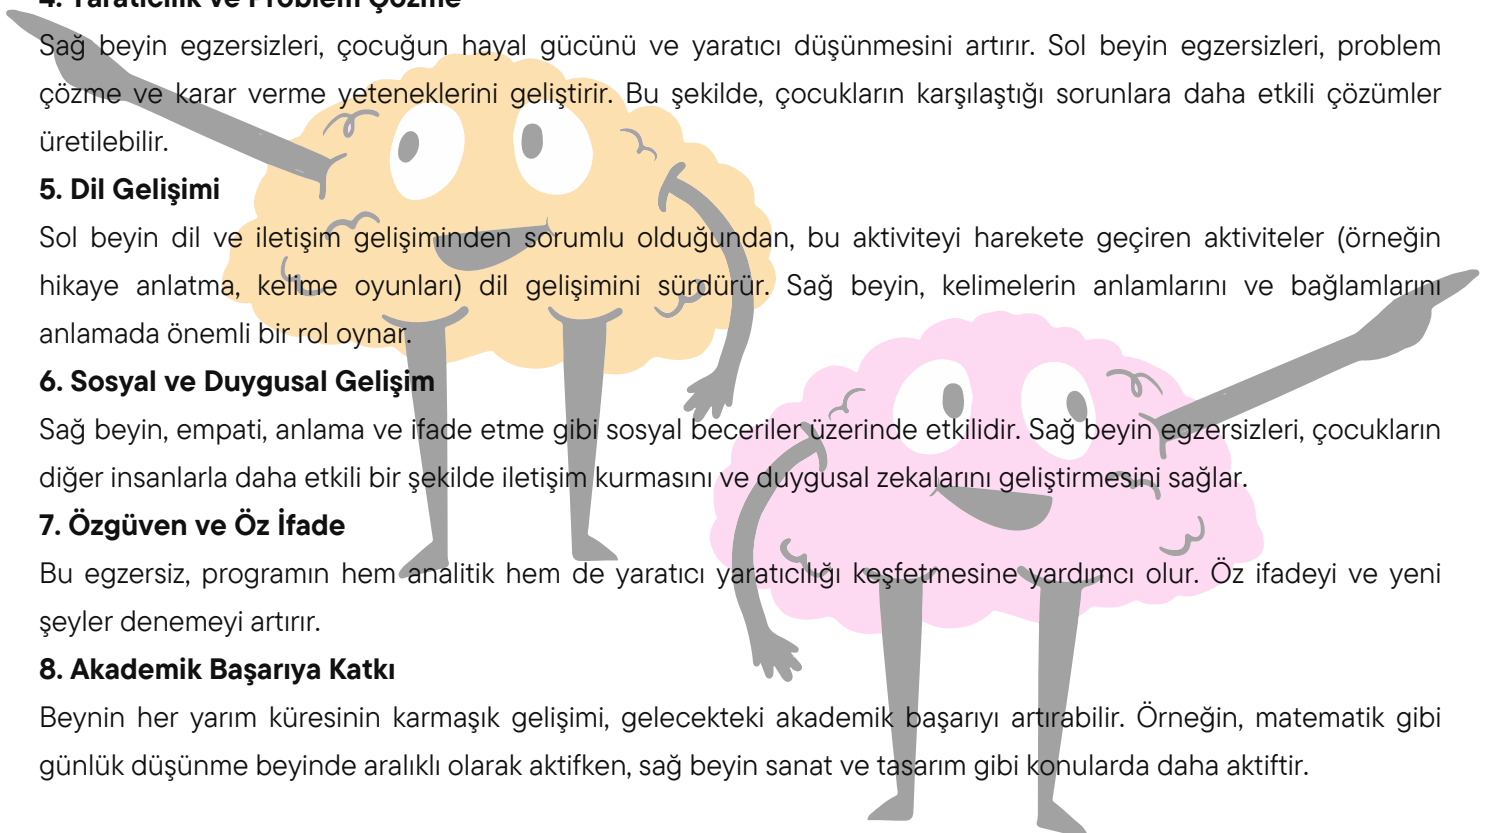 4. Yaratıcılık ve Problem Çözme
Sağ beyin egzersizleri, çocuğun hayal gücünü ve yaratıcı düşünmesini artırır. Sol beyin egzersizleri, problem
çözme ve karar verme yeteneklerini geliştirir. Bu şekilde, çocukların karşılaştığı sorunlara daha etkili çözümler
üretilebilir.
5. Dil Gelişimi
Sol beyin dil ve iletişim gelişiminden sorumlu olduğundan, bu aktiviteyi harekete geçiren aktiviteler (örneğin
hikaye anlatma, kelime oyunları) dil gelişimini sürdürür. Sağ beyin, kelimelerin anlamlarını ve bağlamlarını
anlamada önemli bir rol oynar.
6. Sosyal ve Duygusal Gelişim
Sağ beyin, empati, anlama ve ifade etme gibi sosyal beceriler üzerinde etkilidir. Sağ beyin egzersizleri, çocukların
diğer insanlarla daha etkili bir şekilde iletişim kurmasını ve duygusal zekalarını geliştirmesini sağlar.
7. Özgüven ve Öz İfade
Bu egzersiz, programın hem analitik hem de yaratıcı yaratıcılığı keşfetmesine yardımcı olur. Öz ifadeyi ve yeni
şeyler denemeyi artırır.
8. Akademik Başarıya Katkı
Beynin her yarım küresinin karmaşık gelişimi, gelecekteki akademik başarıyı artırabilir. Örneğin, matematik gibi
günlük düşünme beyinde aralıklı olarak aktifken, sağ beyin sanat ve tasarım gibi konularda daha aktiftir.